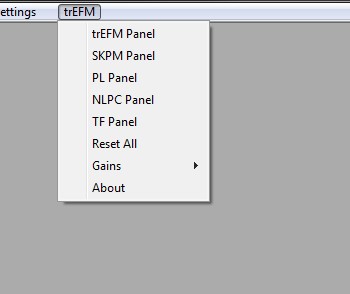 ettings trEFM
trEFM Panel
SKPM Panel
PL Panel
NLPC Panel
TF Panel
Reset All
Gains
About